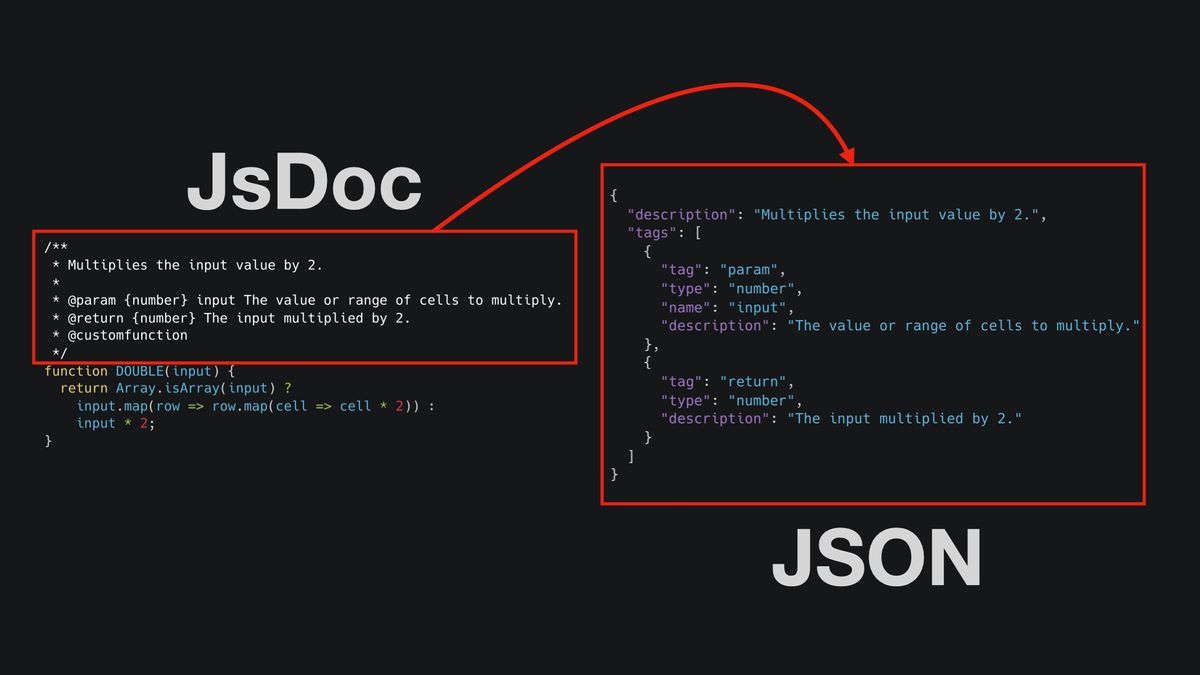 JsDoc
/**
 * Multiplies the input value by 2.
 *
 * @param {number} input The value or range of cells to multiply.
 * @return {number} The input multiplied by 2.
 * @customfunction
 */
function DOUBLE(input) {
  return Array.isArray(input) ?
    input.map(row => row.map(cell => cell * 2)) :
    input * 2;
}
{
  "description": "Multiplies the input value by 2.",
  "tags": [
    {
      "tag": "param",
      "type": "number",
      "name": "input",
      "description": "The value or range of cells to multiply."
    },
    {
      "tag": "return",
      "type": "number",
      "description": "The input multiplied by 2."
    }
  ]
}
JSON